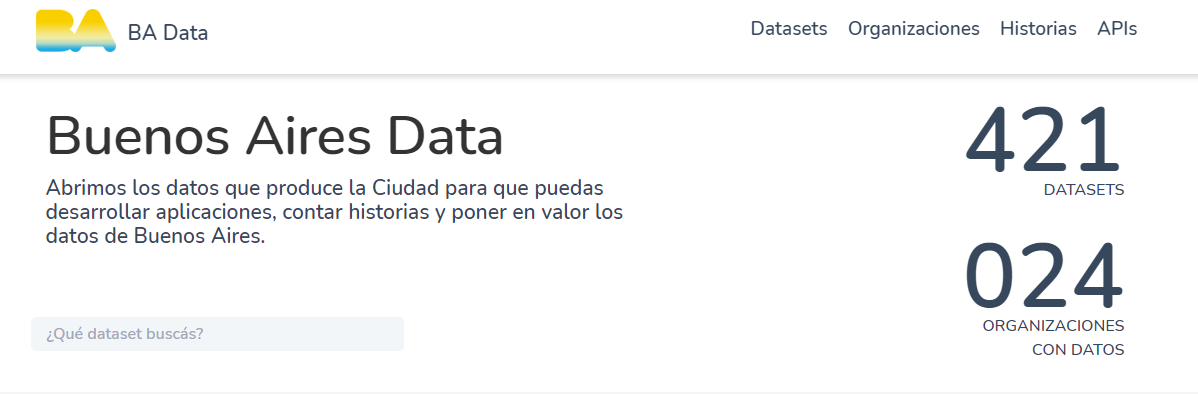 BA BA Data
Datasets Organizaciones Historias APIs
Buenos Aires Data
Abrimos los datos que produce la Ciudad para que puedas
desarrollar aplicaciones, contar historias y poner en valor los
datos de Buenos Aires.
¿Qué dataset buscás?
421
DATASETS
024
ORGANIZACIONES
CON DATOS